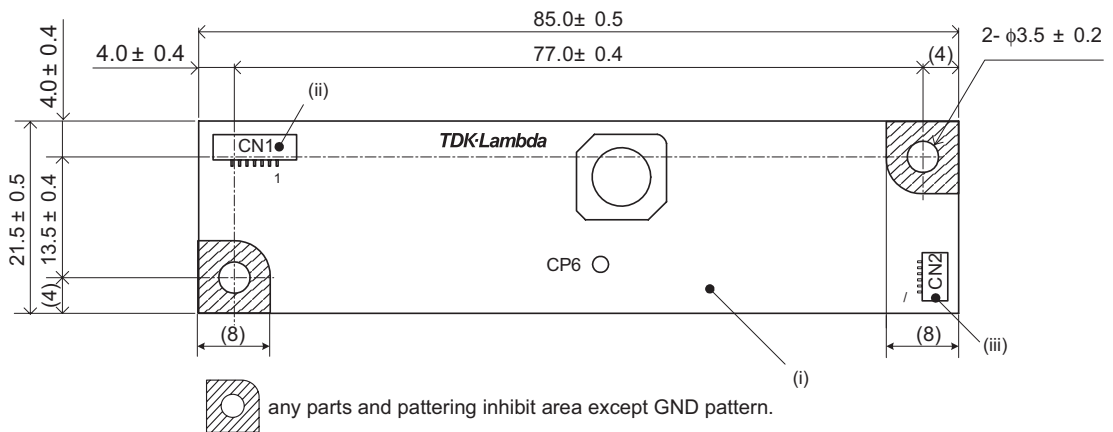 85.0± 0.5
4.0± 0.4
77.0± 0.4
(4)
2- ϕ3.5 ± 0.2
4.0± 0.4
(ii)
CN1
TDK·Lambda
1
21.5± 0.5
13.5± 0.4
(4)
CP6
CN2
/
(8)
(8)
(iii)
(i)
any parts and pattering inhibit area except GND pattern.